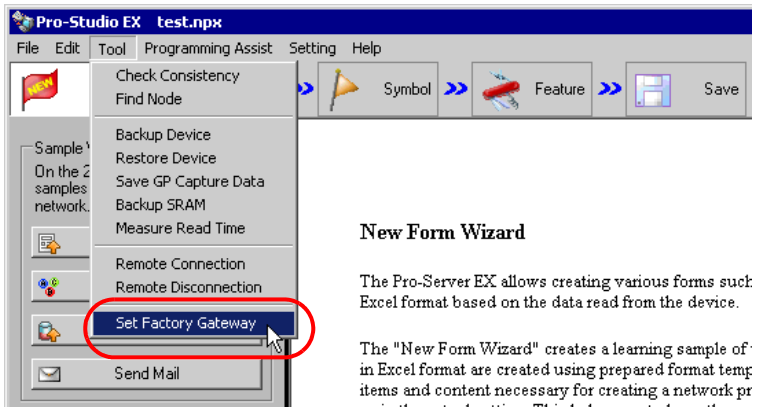 Pro-Studio EX test.npx
File Edit Tool Programming Assist Setting Help
NEW
Symbol Feature Save
Check Consistency
Find Node
Backup Device
Restore Device
Save GP Capture Data
Backup SRAM
Measure Read Time
Remote Connection
Remote Disconnection
Set Factory Gateway
Sample
On the 2
samples
network.
Send Mail
New Form Wizard
The Pro-Server EX allows creating various forms such
Excel format based on the data read from the device.
The "New Form Wizard" creates a learning sample of
in Excel format are created using prepared format temp
items and content necessary for creating a network pr